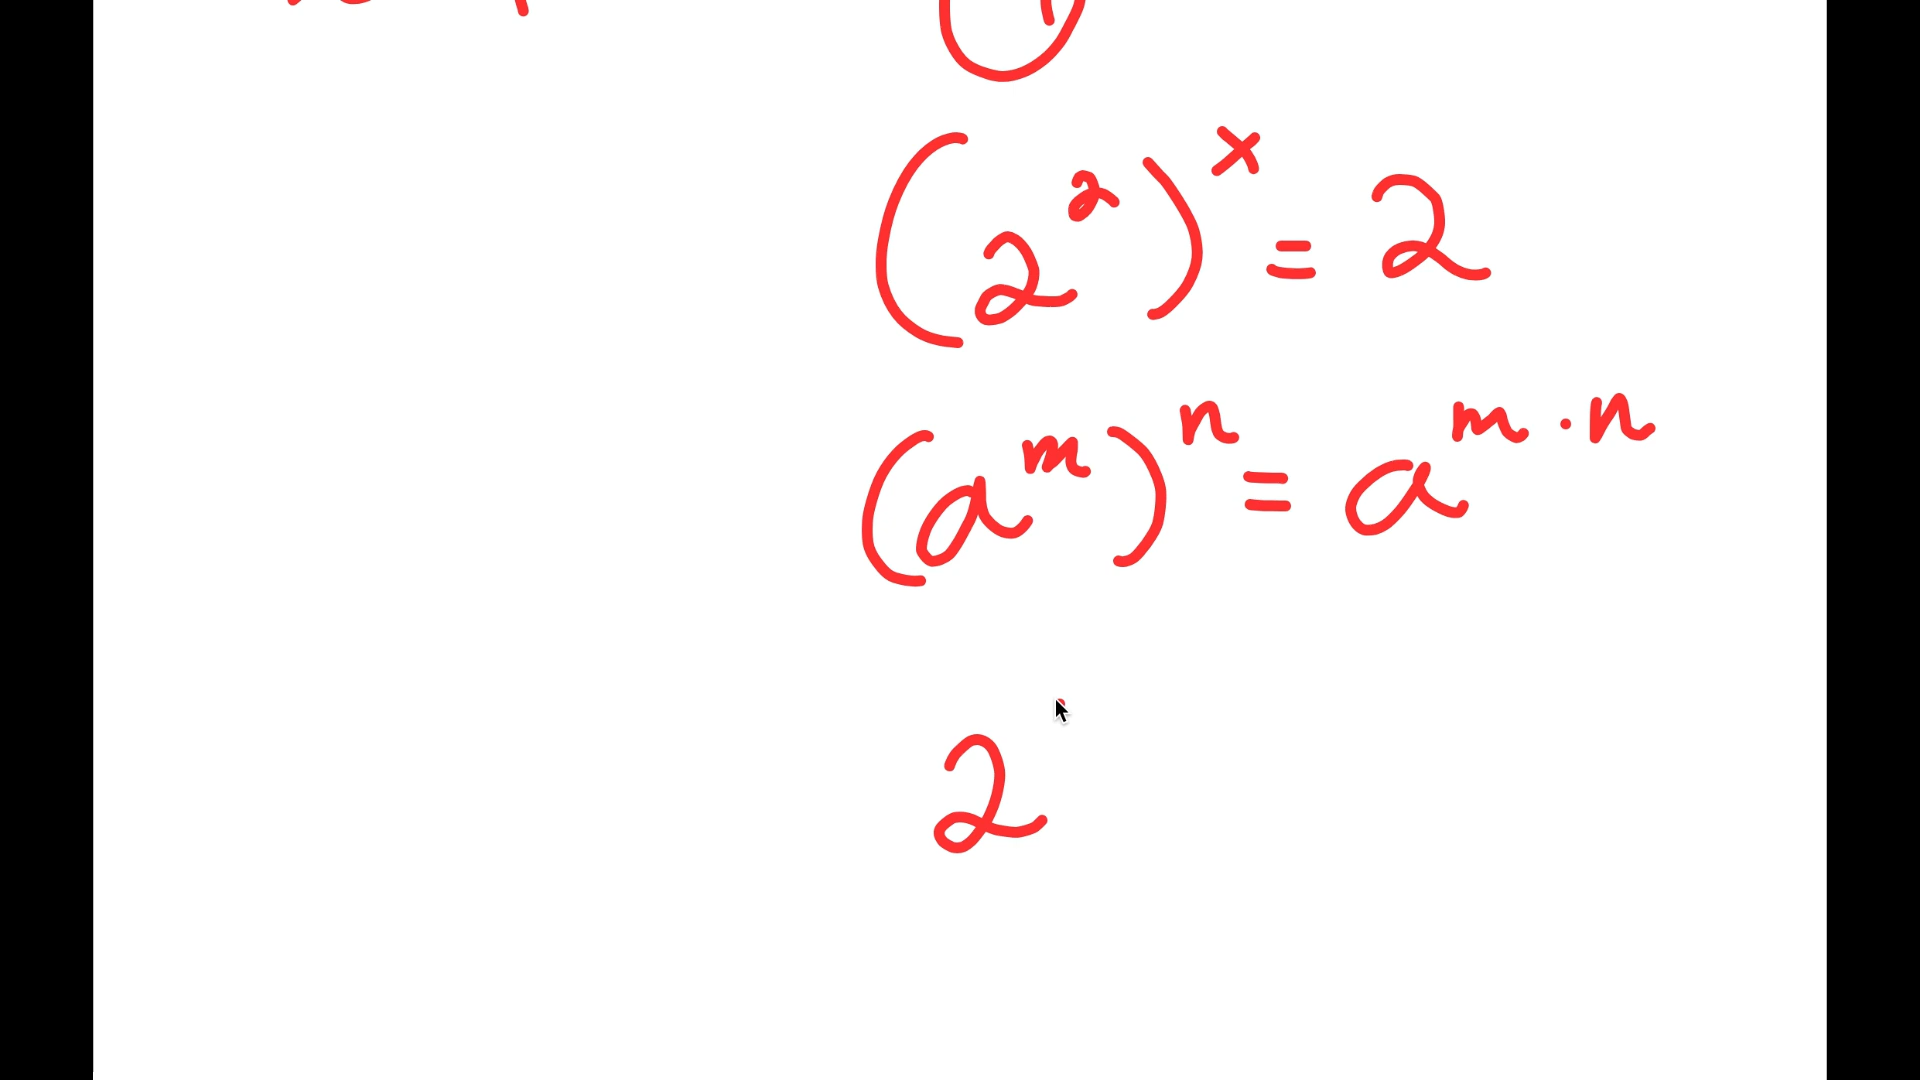 (2²)ˣ = 2
(aᵐ)ⁿ = aᵐ·ⁿ
2